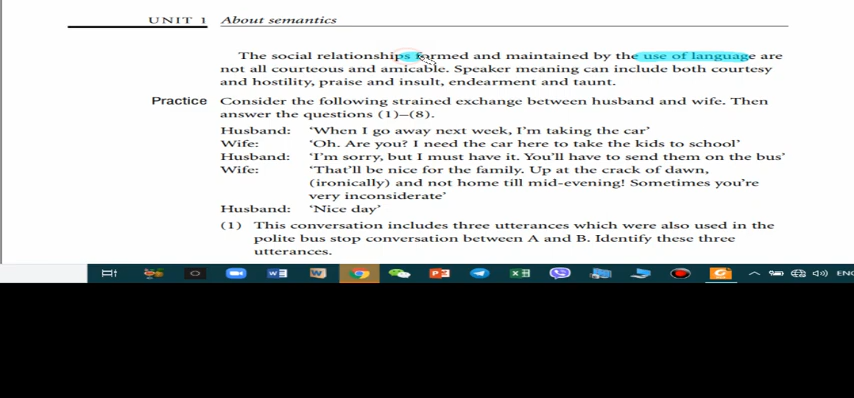 UNIT 1 About semantics
The social relationships formed and maintained by the use of language are
not all courteous and amicable. Speaker meaning can include both courtesy
and hostility, praise and insult, endearment and taunt.
Practice Consider the following strained exchange between husband and wife. Then
answer the questions (1)–(8).
Husband: ‘When I go away next week, I’m taking the car’
Wife: ‘Oh. Are you? I need the car here to take the kids to school’
Husband: ‘I’m sorry, but I must have it. You’ll have to send them on the bus’
Wife: ‘That’ll be nice for the family. Up at the crack of dawn,
(ironically) and not home till mid-evening! Sometimes you’re
very inconsiderate’
Husband: ‘Nice day’
(1) This conversation includes three utterances which were also used in the
polite bus stop conversation between A and B. Identify these three
utterances.
ENG